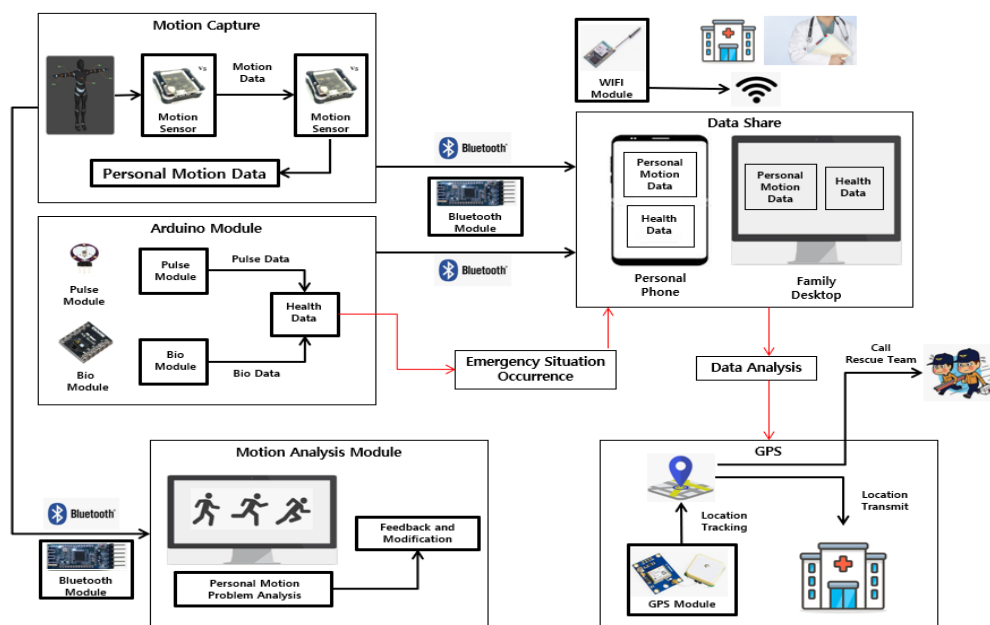 Motion Capture
vs
Motion
Sensor
Motion
Data
vs
Motion
Sensor
Personal Motion Data
WIFI
Module
Bluetooth
Bluetooth
Module
Bluetooth
Data Share
Personal
Motion
Data
Health
Data
Personal
Phone
Personal
Motion
Data
Health
Data
Family
Desktop
Arduino Module
Pulse
Module
Pulse
Module
Pulse Data
Health
Data
Bio
Module
Bio
Module
Bio Data
Emergency Situation
Occurrence
Data Analysis
Call
Rescue Team
Motion Analysis Module
Feedback and
Modification
Personal Motion
Problem Analysis
Bluetooth
Bluetooth
Module
GPS
Location
Tracking
GPS Module
Location
Transmit